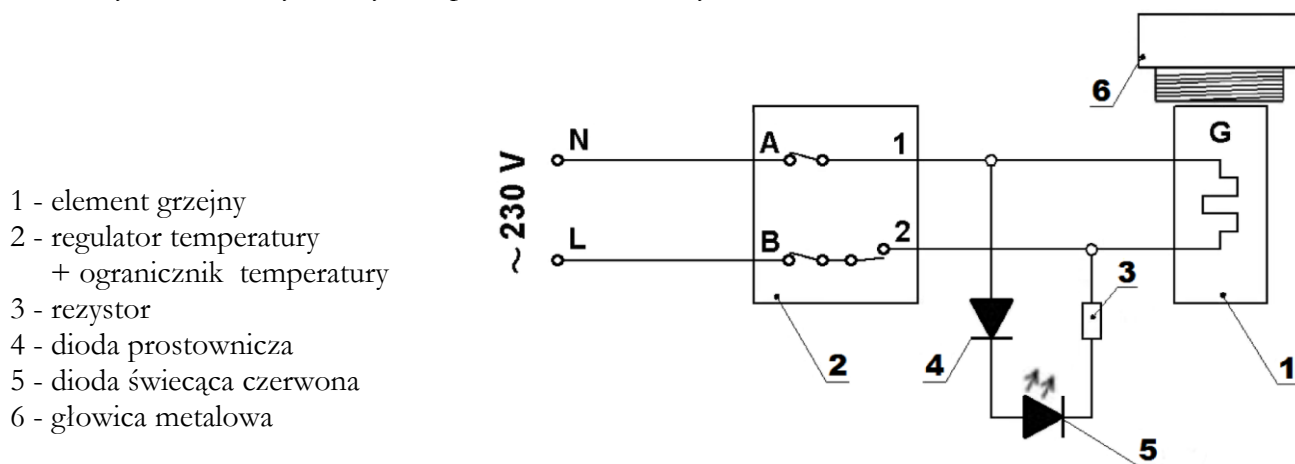 1 - element grzejny
2 - regulator temperatury
+ ogranicznik temperatury
3 - rezystor
4 - dioda prostownicza
5 - dioda świecąca czerwona
6 - głowica metalowa
~230 V
N
L
A
1
B
2
2
4
5
3
G
6
1